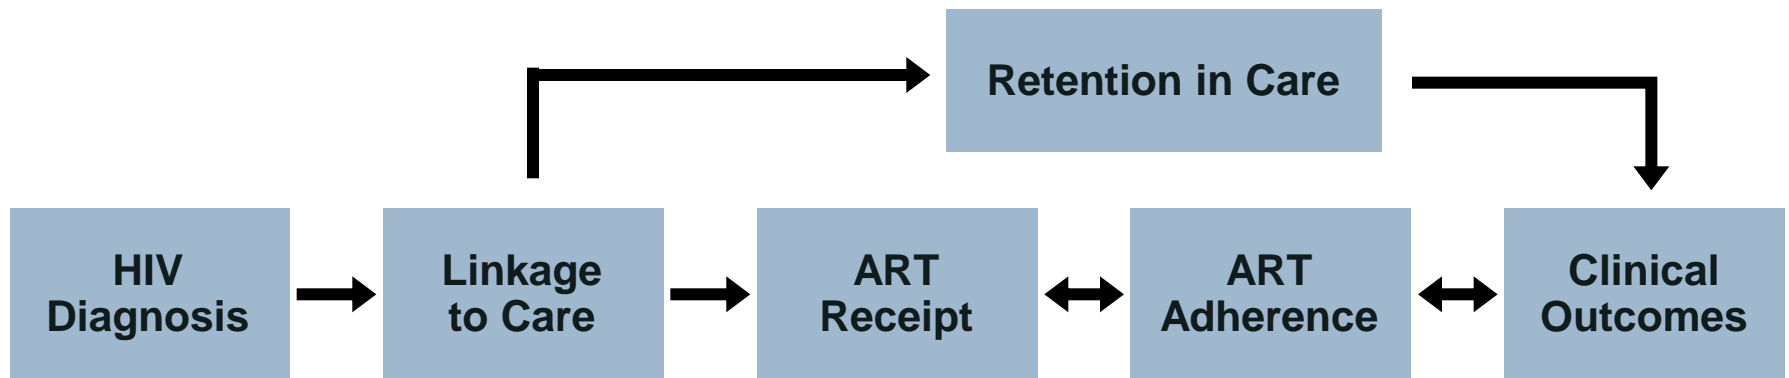 Retention in Care
HIV
Diagnosis
Linkage
to Care
ART
Receipt
ART
Adherence
Clinical
Outcomes